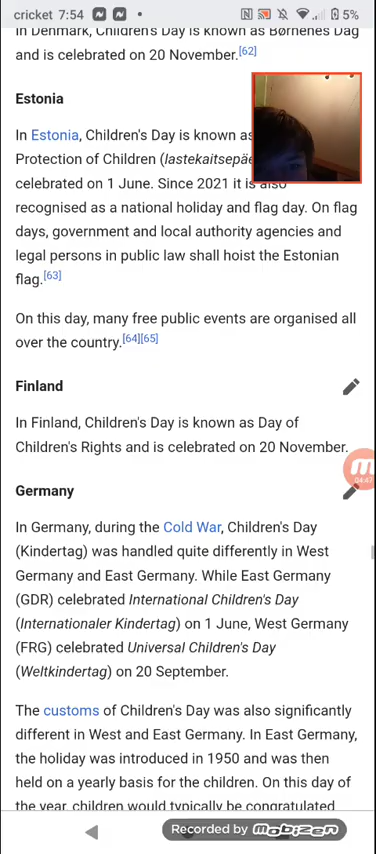 cricket 7:54 5%
In Denmark, Children's Day is known as Børnenes Dag
and is celebrated on 20 November.[62]
Estonia
In Estonia, Children's Day is known as
Protection of Children (lastekaitsepäe
celebrated on 1 June. Since 2021 it is also
recognised as a national holiday and flag day. On flag
days, government and local authority agencies and
legal persons in public law shall hoist the Estonian
flag.[63]
On this day, many free public events are organised all
over the country.[64][65]
Finland
In Finland, Children's Day is known as Day of
Children's Rights and is celebrated on 20 November.
04:47
Germany
In Germany, during the Cold War, Children's Day
(Kindertag) was handled quite differently in West
Germany and East Germany. While East Germany
(GDR) celebrated International Children's Day
(Internationaler Kindertag) on 1 June, West Germany
(FRG) celebrated Universal Children's Day
(Weltkindertag) on 20 September.
The customs of Children's Day was also significantly
different in West and East Germany. In East Germany,
the holiday was introduced in 1950 and was then
held on a yearly basis for the children. On this day of
the year, children would typically be congratulated
Recorded by mobizen